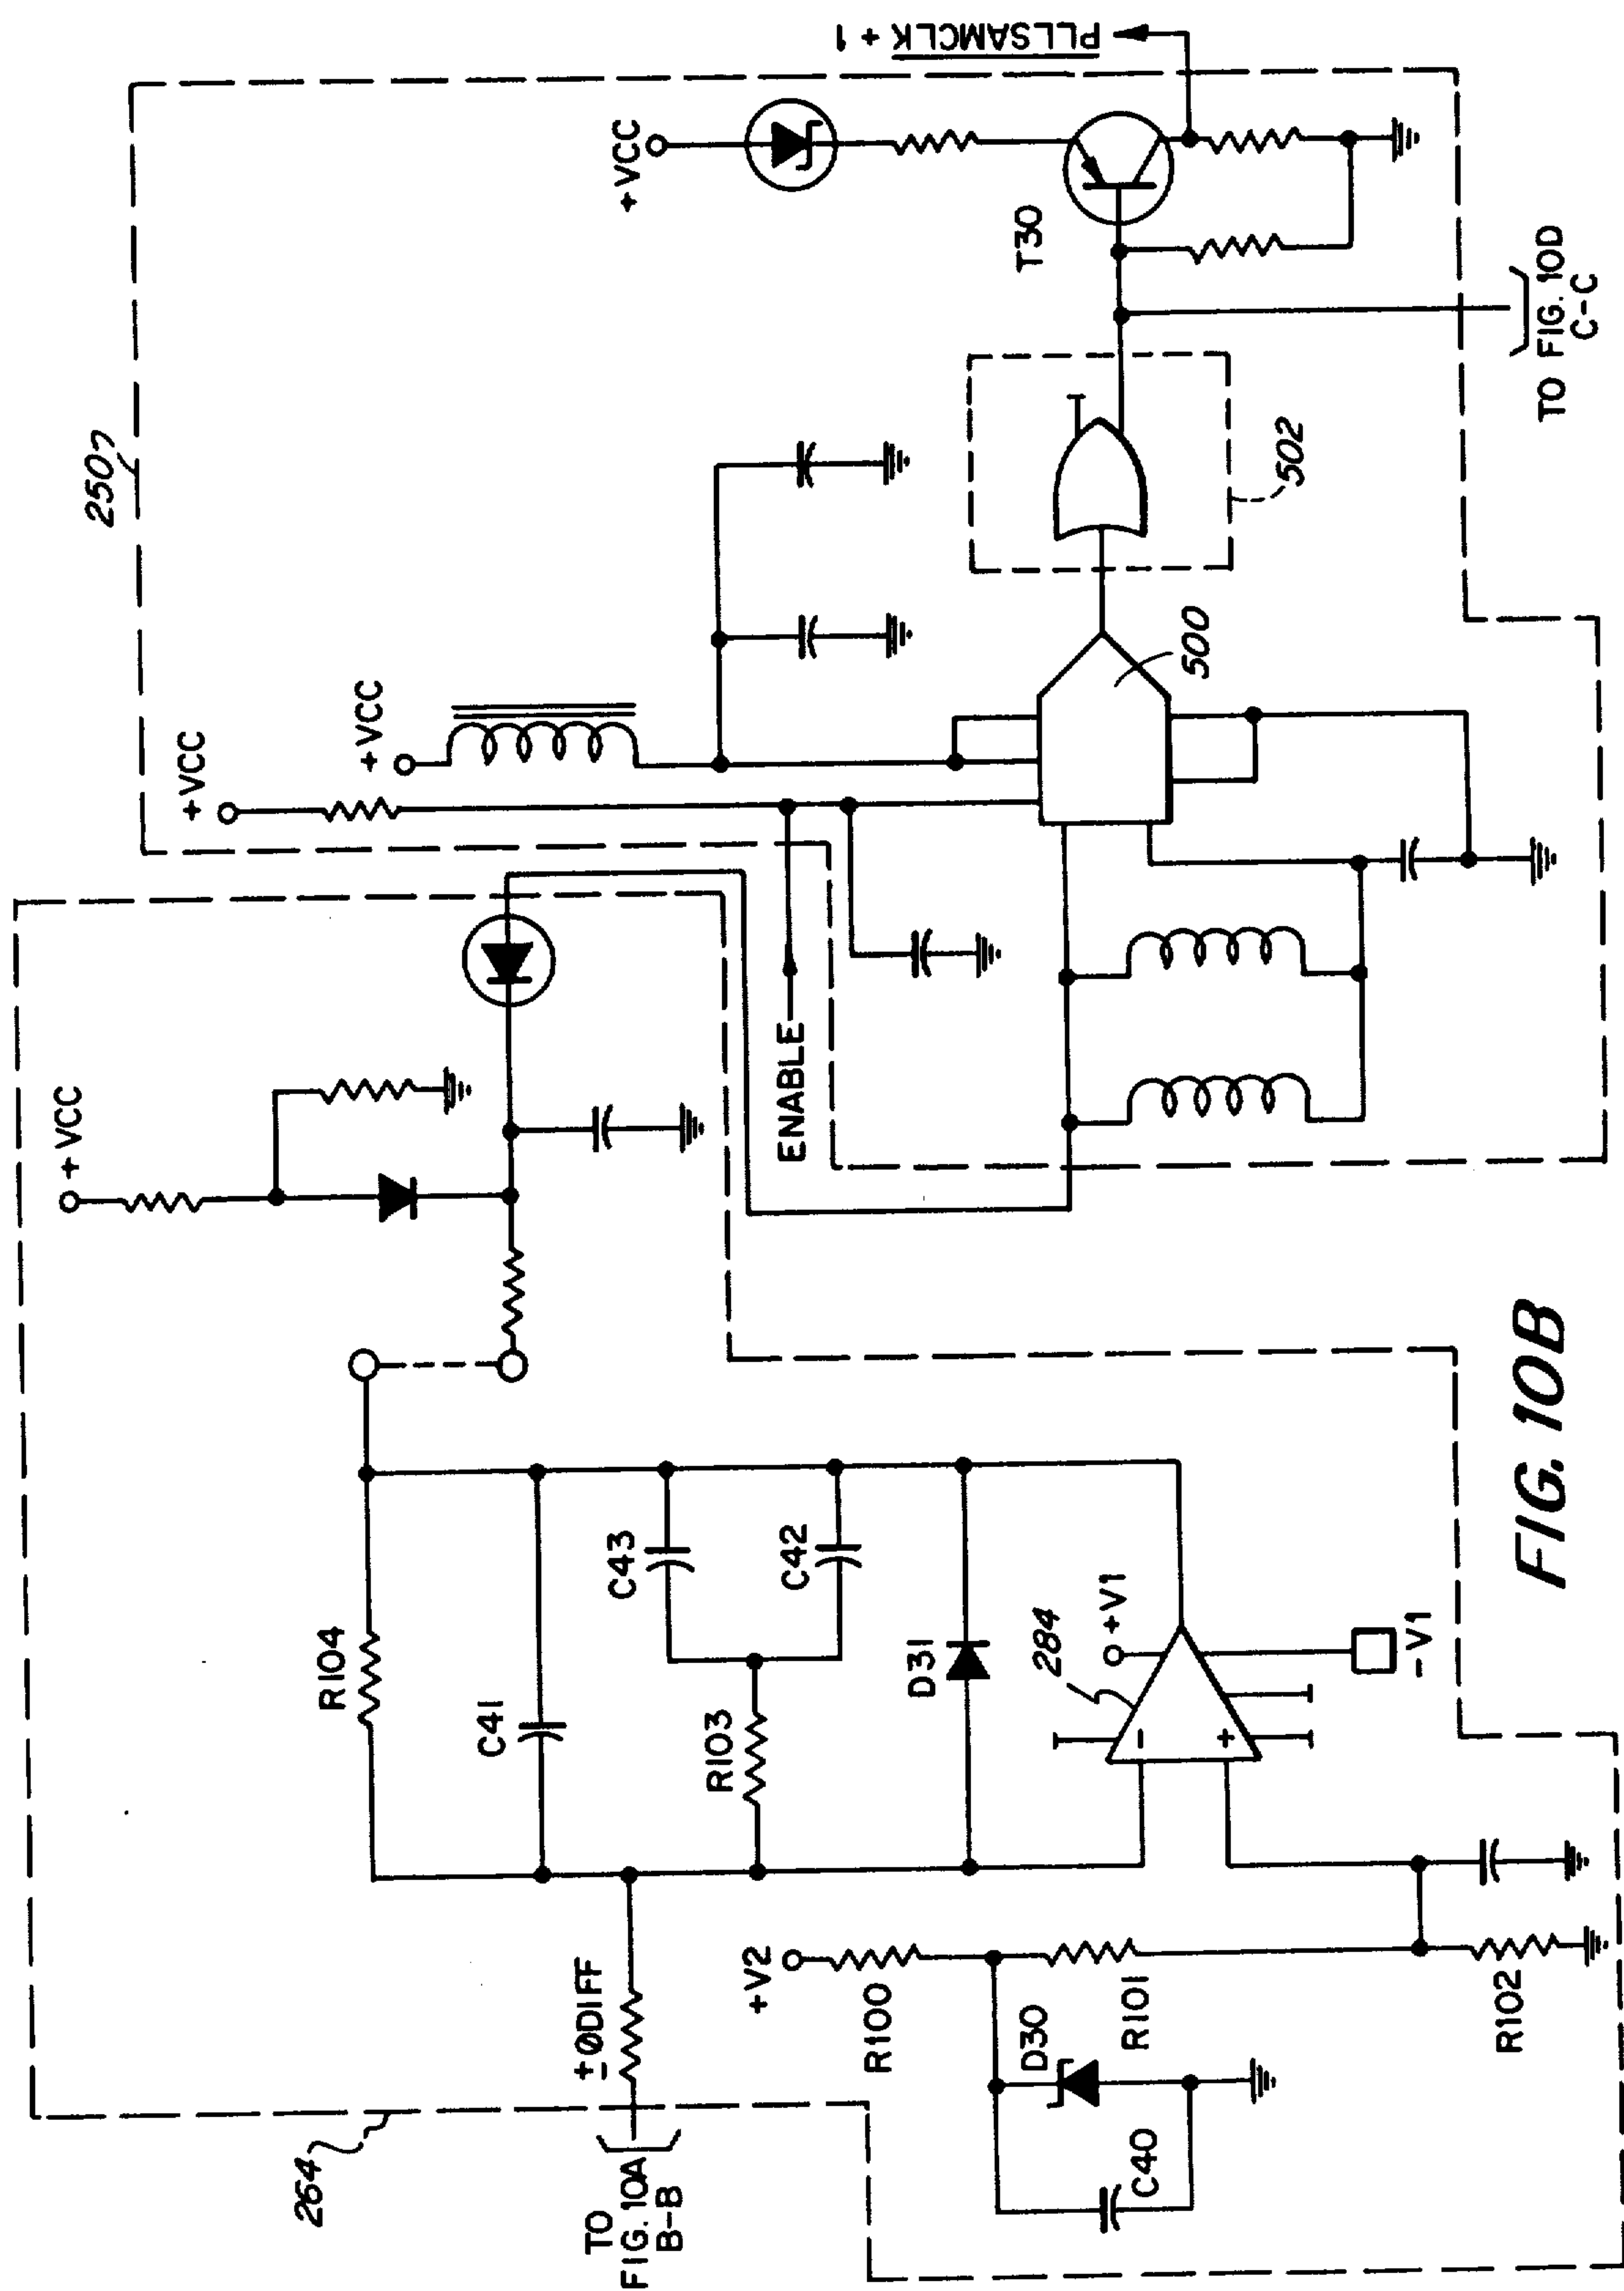 264
TO
FIG. 10A
B-B
±ØDIFF
R104
C41
C43
C42
R103
D31
284
+V1
-V1
-
+
+V2
R100
D30
R101
C40
R102
+VCC
ENABLE
250
+VCC
+VCC
500
502
+VCC
T30
PLLSAMCLK + 1
TO FIG. 10D
C-C
FIG. 10B